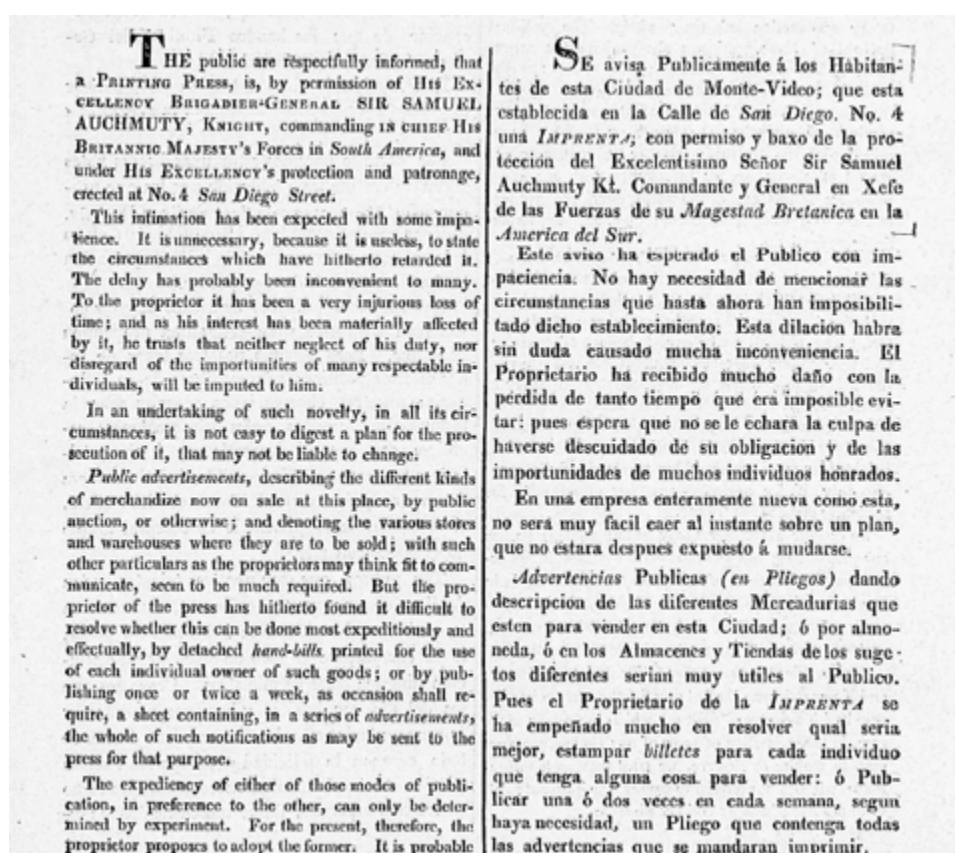 THE public are respectfully informed, that
a PRINTING PRESS, is, by permission of HIS EX-
CELLENCY BRIGADIER-GENERAL SIR SAMUEL
AUCHMUTY, KNIGHT, commanding IN CHIEF HIS
BRITANNIC MAJESTY's Forces in South America, and
under HIS EXCELLENCY's protection and patronage,
erected at No. 4 San Diego Street.
This intimation has been expected with some impa-
tience. It is unnecessary, because it is useless, to state
the circumstances which have hitherto retarded it.
The delay has probably been inconvenient to many.
To the proprietor it has been a very injurious loss of
time; and as his interest has been materially affected
by it, he trusts that neither neglect of his duty, nor
disregard of the importunities of many respectable in-
dividuals, will be imputed to him.
In an undertaking of such novelty, in all its cir-
cumstances, it is not easy to digest a plan for the pro-
secution of it, that may not be liable to change.
Public advertisements, describing the different kinds
of merchandize now on sale at this place, by public
auction, or otherwise; and denoting the various stores
and warehouses where they are to be sold; with such
other particulars as the proprietors may think fit to com-
municate, seem to be much required. But the pro-
prietor of the press has hitherto found it difficult to
resolve whether this can be done most expeditiously and
effectually, by detached hand-bills printed for the use
of each individual owner of such goods; or by pub-
lishing once or twice a week, as occasion shall re-
quire, a sheet containing, in a series of advertisements,
the whole of such notifications as may be sent to the
press for that purpose.
The expediency of either of those modes of publi-
cation, in preference to the other, can only be deter-
mined by experiment. For the present, therefore, the
proprietor proposes to adopt the former. It is probable
SE avisa Publicamente á los Habitan-
tes de esta Ciudad de Monte-Video; que esta
establecida en la Calle de San Diego. No. 4
una IMPRENTA; con permiso y baxo de la pro-
teccion del Excelentisimo Señor Sir Samuel
Auchmuty Kt. Comandante y General en Xefe
de las Fuerzas de su Magestad Bretanica en la
America del Sur.
Este aviso ha esperado el Publico con im-
paciencia. No hay necesidad de mencionar las
circunstancias que hasta ahora han imposibili-
tado dicho establecimiento. Esta dilacion habra
sin duda causado mucha inconveniencia. El
Proprietario ha recibido mucho daño con la
perdida de tanto tiempo que era imposible evi-
tar: pues espera que no se le echara la culpa de
haverse descuidado de su obligacion y de las
importunidades de muchos individuos honrados.
En una empresa enteramente nueva como esta,
no será muy facil caer al instante sobre un plan,
que no estara despues expuesto á mudarse.
Advertencias Publicas (en Pliegos) dando
descripcion de las diferentes Mercadurias que
esten para vender en esta Ciudad; ó por almo-
neda, ó en los Almacenes y Tiendas de los suge-
tos diferentes serian muy utiles al Publico.
Pues el Proprietario de la IMPRENTA se
ha empeñado mucho en resolver qual seria
mejor, estampar billetes para cada individuo
que tenga alguna cosa para vender: ó Pub-
licar una ó dos veces en cada semana, segun
haya necesidad, un Pliego que contenga todas
las advertencias que se mandaran imprimir.